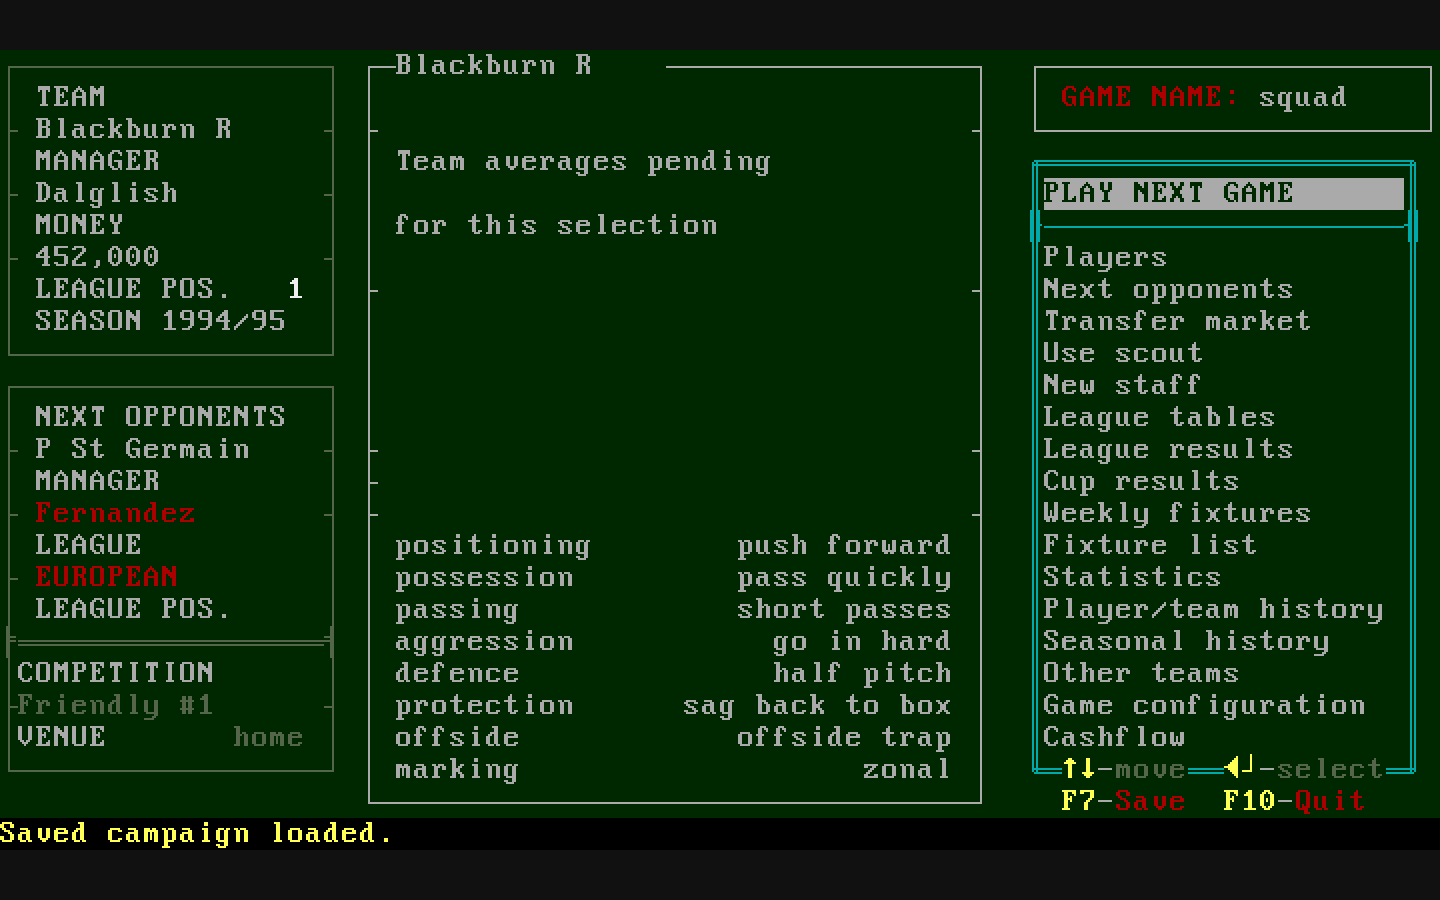 TEAM
Blackburn R
MANAGER
Dalglish
MONEY
452,000
LEAGUE POS. 1
SEASON 1994/95
NEXT OPPONENTS
P St Germain
MANAGER
Fernandez
LEAGUE
EUROPEAN
LEAGUE POS.
COMPETITION
Friendly #1
VENUE home
Blackburn R
Team averages pending
for this selection
positioning push forward
possession pass quickly
passing short passes
aggression go in hard
defence half pitch
protection sag back to box
offside offside trap
marking zonal
GAME NAME: squad
PLAY NEXT GAME
Players
Next opponents
Transfer market
Use scout
New staff
League tables
League results
Cup results
Weekly fixtures
Fixture list
Statistics
Player/team history
Seasonal history
Other teams
Game configuration
Cashflow
↑↓-move ◄┘-select
F7-Save F10-Quit
Saved campaign loaded.